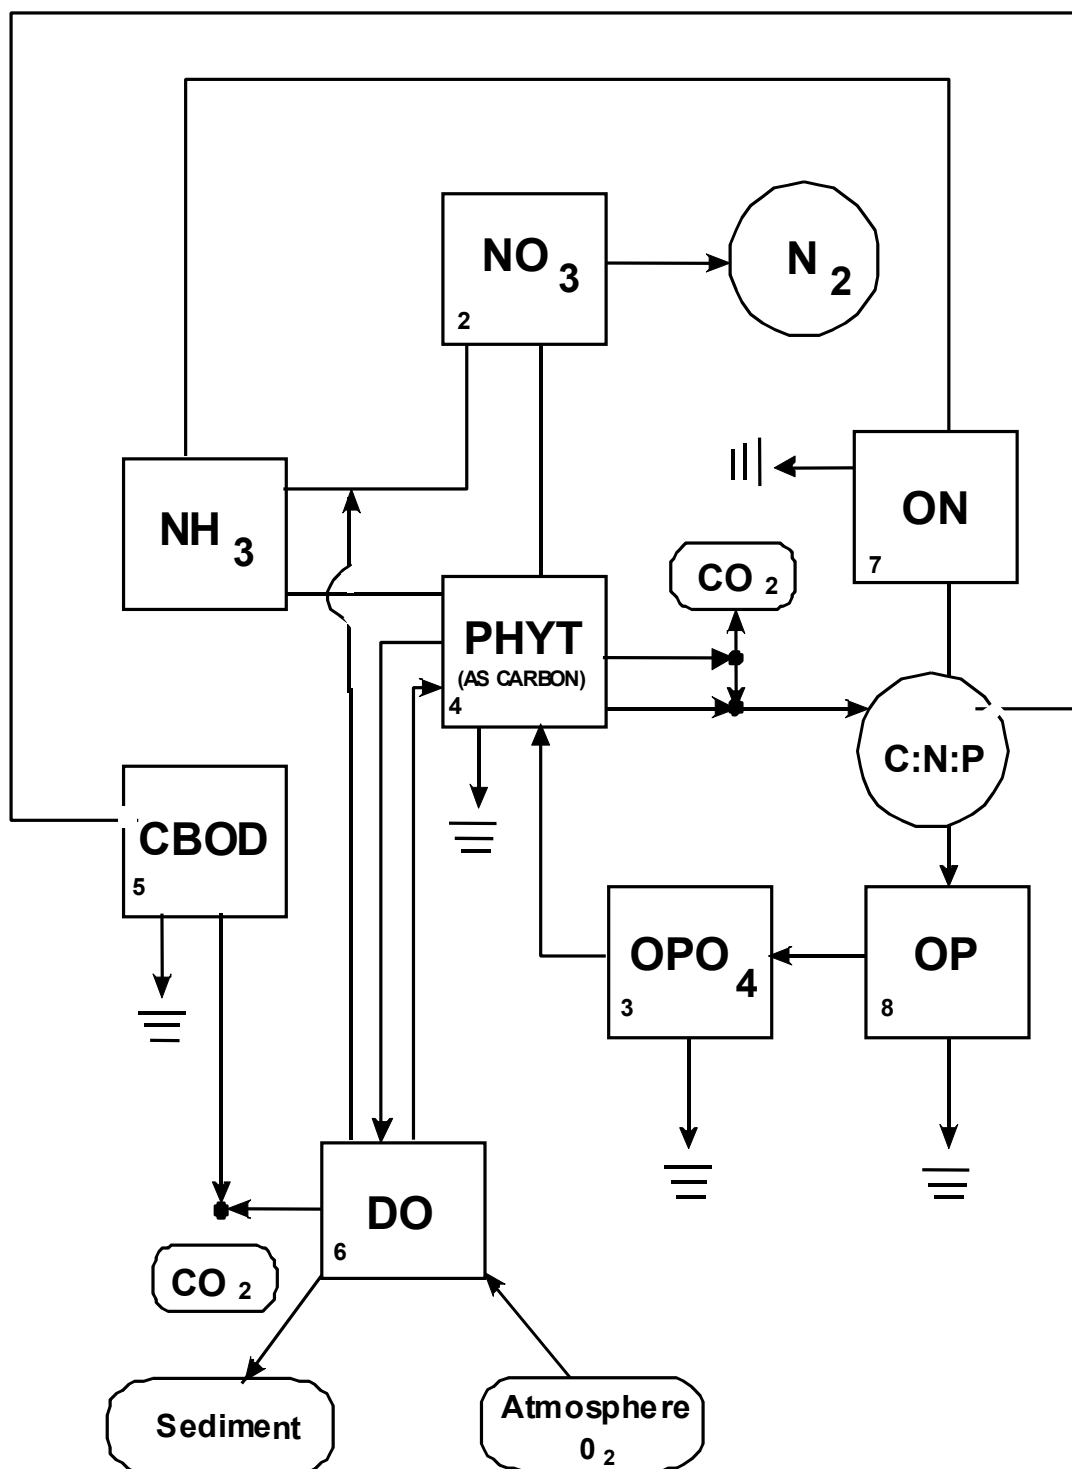 NO 3
2
N 2
NH 3
ON
7
CO 2
PHYT
(AS CARBON)
4
C:N:P
CBOD
5
OPO 4
3
OP
8
DO
6
CO 2
Sediment
Atmosphere
0 2